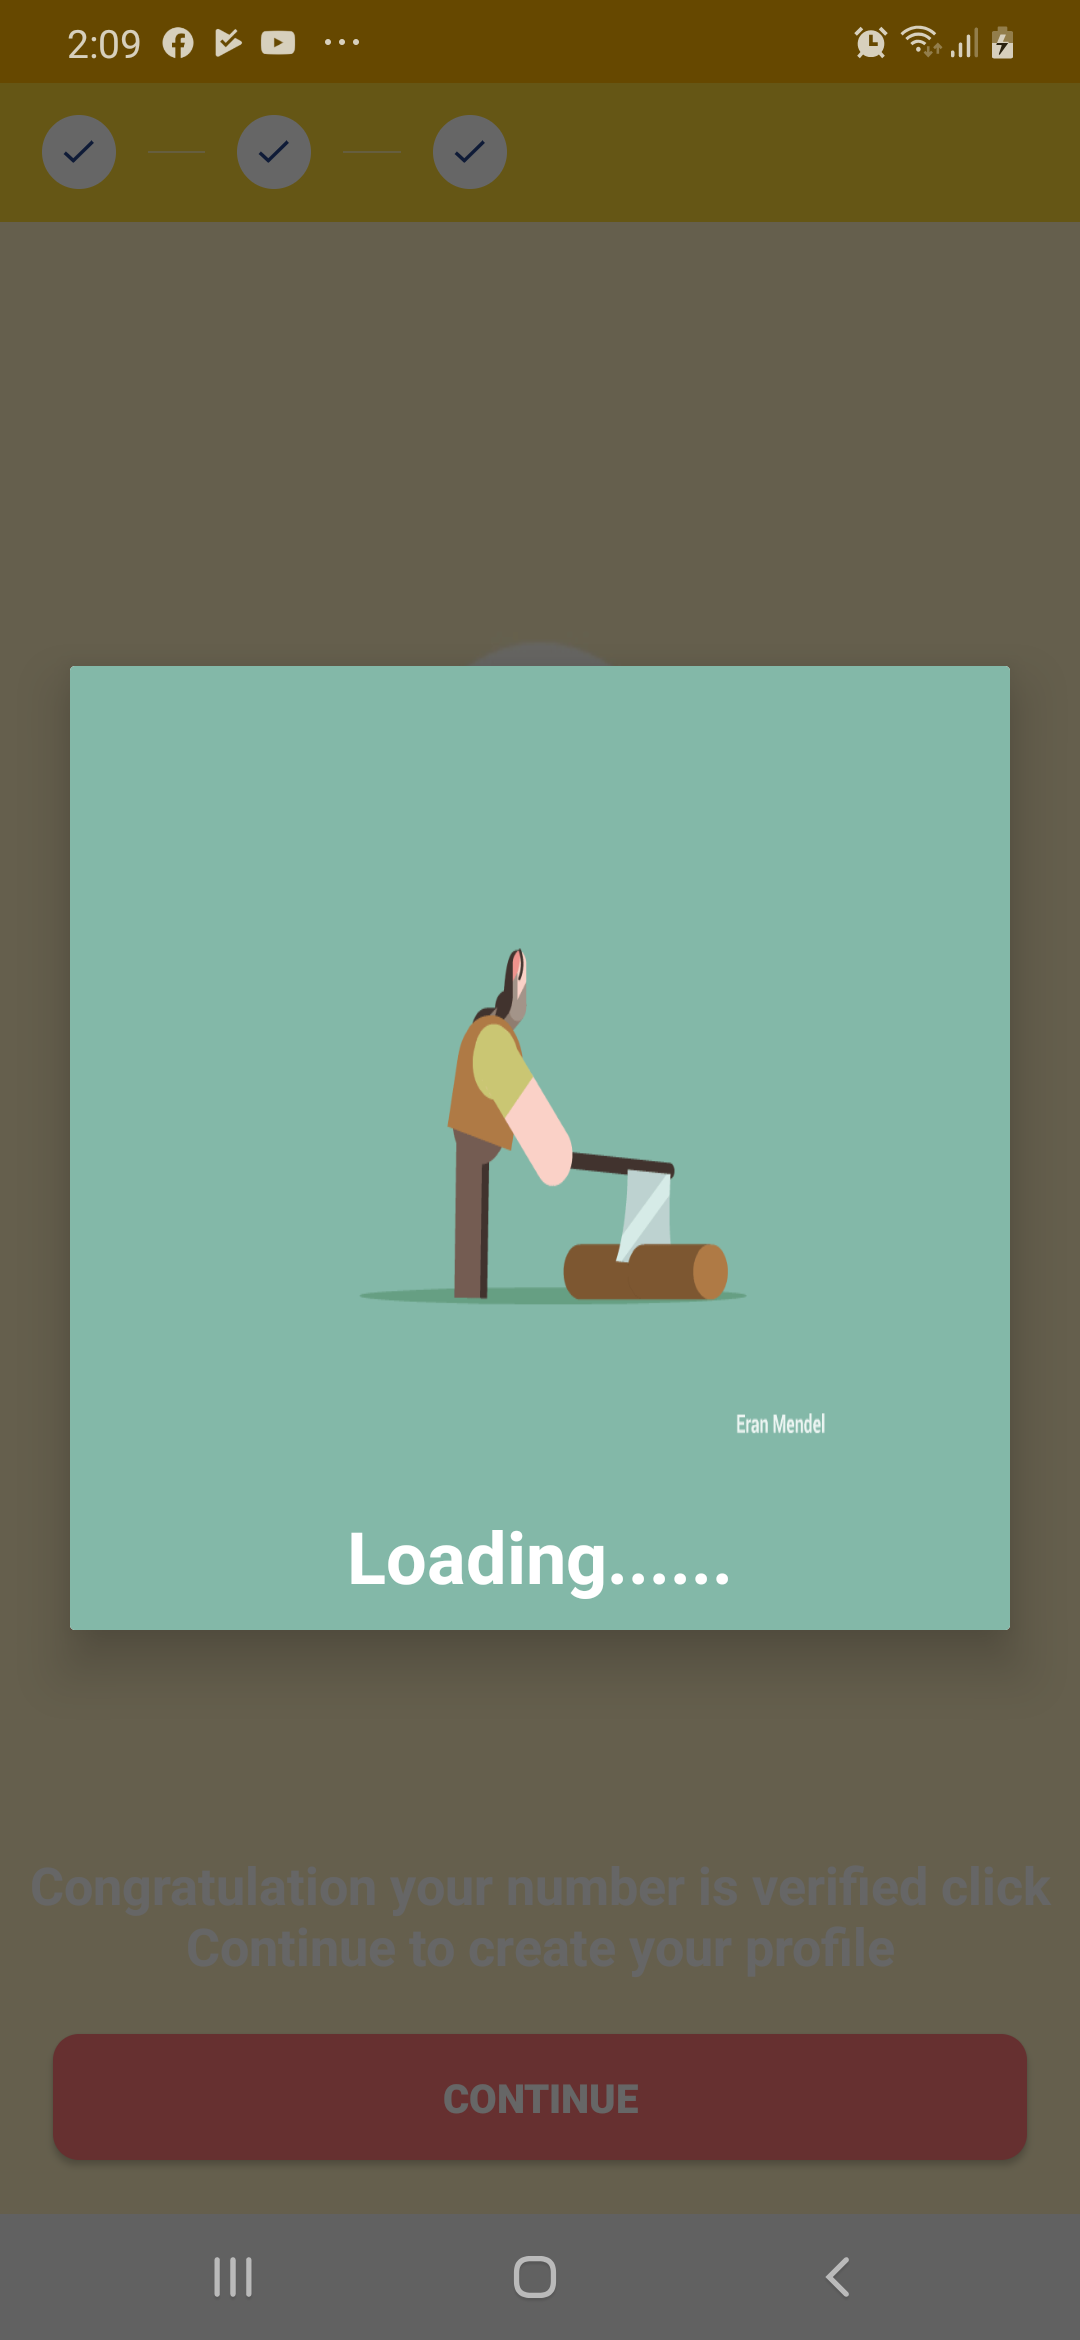 2:09
Eran Mendel
Loading......
Congratulation your number is verified click
Continue to create your profile
CONTINUE